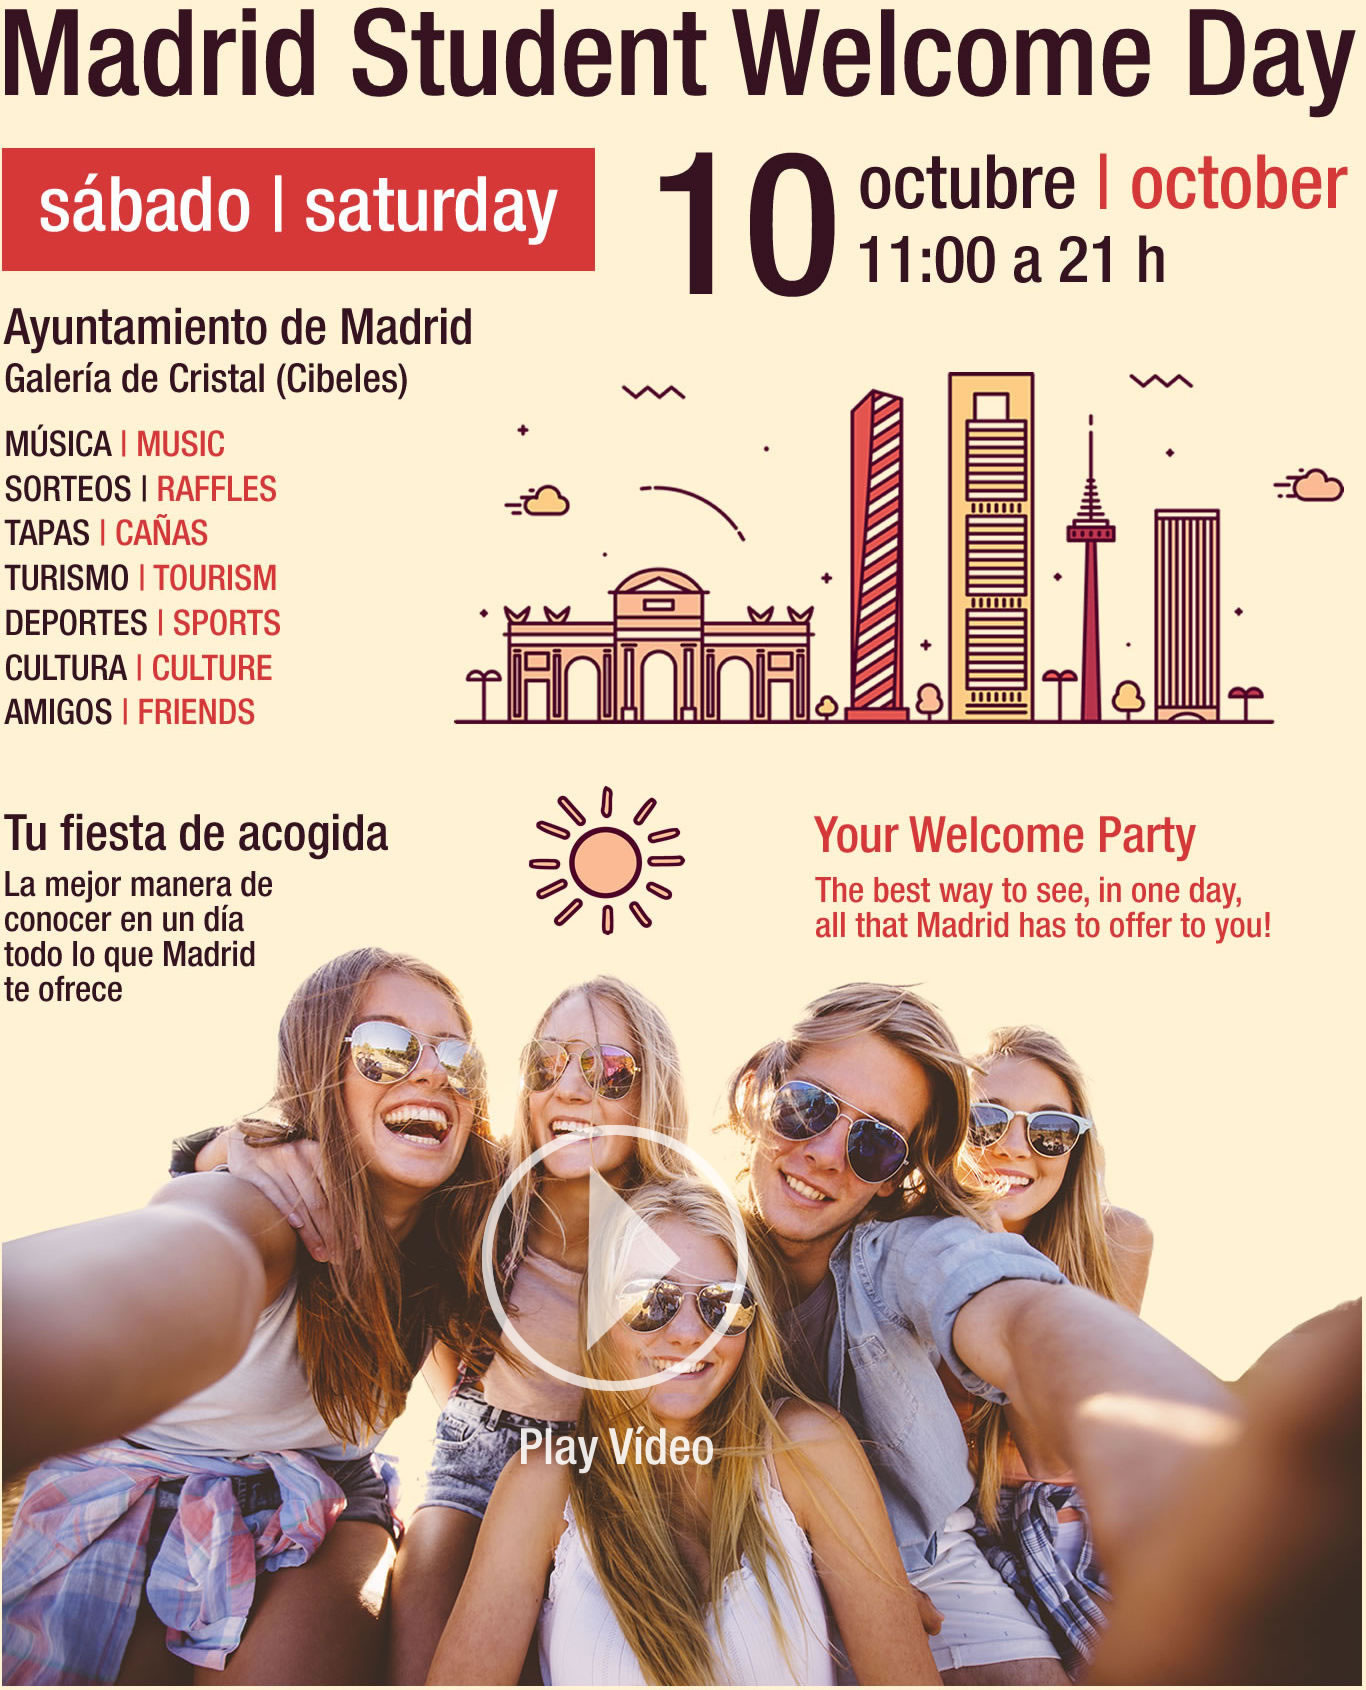 Madrid Student Welcome Day
sábado | saturday
10 octubre | october
11:00 a 21 h
Ayuntamiento de Madrid
Galería de Cristal (Cibeles)
MÚSICA | MUSIC
SORTEOS | RAFFLES
TAPAS | CAÑAS
TURISMO | TOURISM
DEPORTES | SPORTS
CULTURA | CULTURE
AMIGOS | FRIENDS
Tu fiesta de acogida
La mejor manera de
conocer en un día
todo lo que Madrid
te ofrece
Your Welcome Party
The best way to see, in one day,
all that Madrid has to offer to you!
Play Vídeo